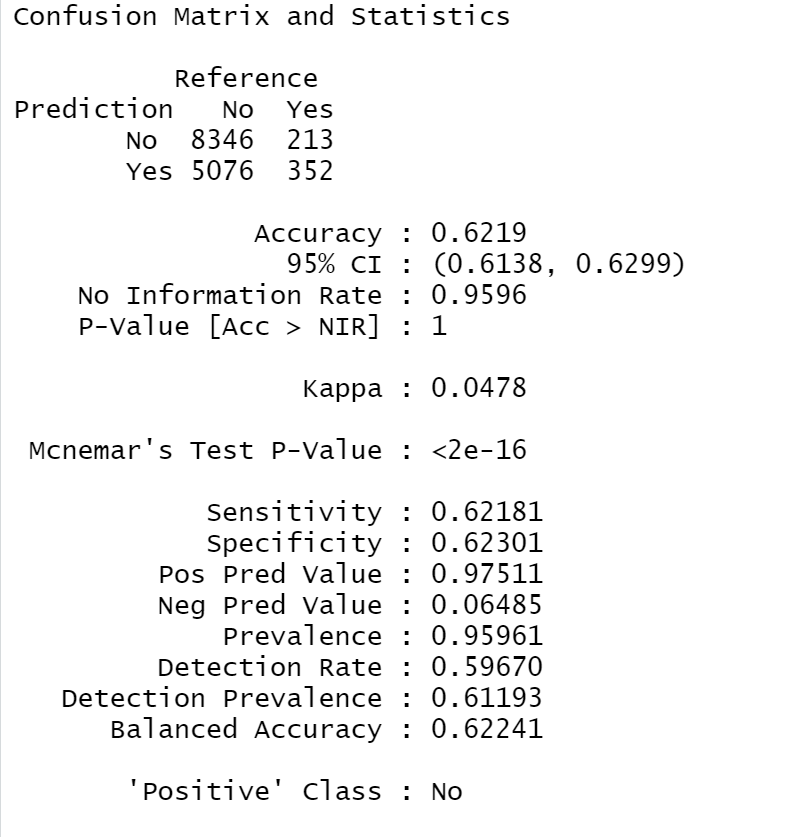 Confusion Matrix and Statistics
Reference
Prediction No Yes
No 8346 213
Yes 5076 352
Accuracy : 0.6219
95% CI : (0.6138, 0.6299)
No Information Rate : 0.9596
P-Value [Acc > NIR] : 1
Kappa : 0.0478
Mcnemar's Test P-Value : <2e-16
Sensitivity : 0.62181
Specificity : 0.62301
Pos Pred Value : 0.97511
Neg Pred Value : 0.06485
Prevalence : 0.95961
Detection Rate : 0.59670
Detection Prevalence : 0.61193
Balanced Accuracy : 0.62241
'Positive' Class : No